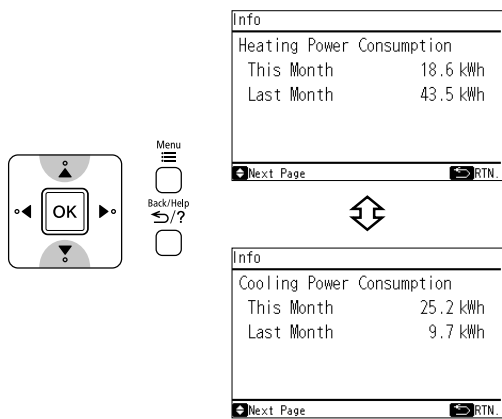 Info
Heating Power Consumption
This Month 18.6 kWh
Last Month 43.5 kWh
Next Page RTN.
Menu
OK
Back/Help
?
Info
Cooling Power Consumption
This Month 25.2 kWh
Last Month 9.7 kWh
Next Page RTN.